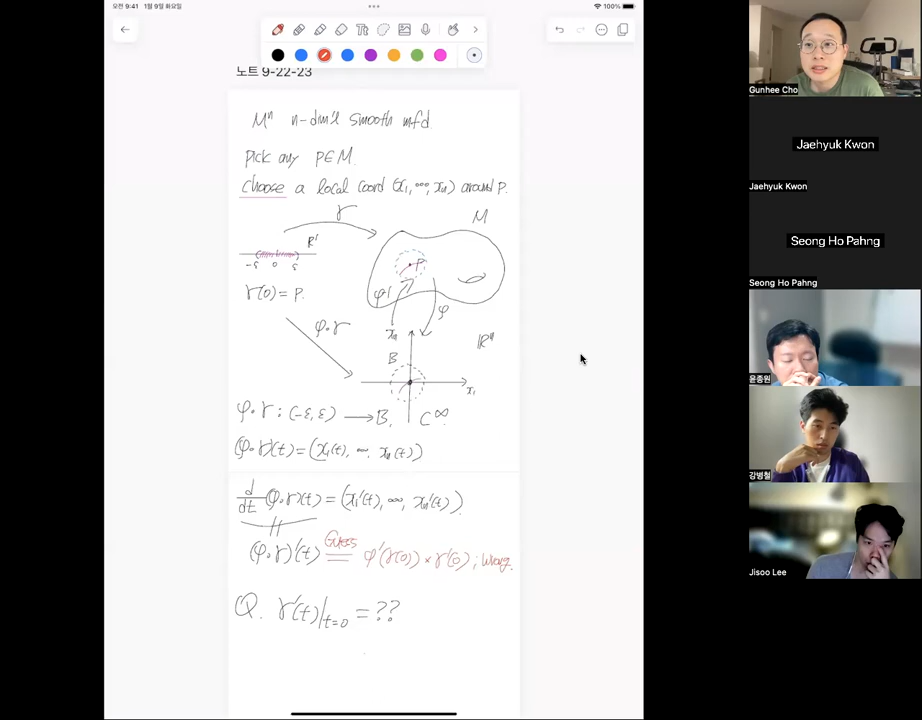 오전 9:41 1월 9일 화요일
100%
노트 9-22-23
Mⁿ n-dim'l smooth mfd.
Pick any P∈M.
choose a local coord (x₁, ⋯, xₙ) around P.
γ
M
R¹
-ε 0 ε
P
γ(0) = P.
φ⁻¹
φ
φ∘γ
xₙ
Rⁿ
B
x₁
φ∘γ : (-ε, ε) → B, C^∞
(φ∘γ)(t) = (x₁(t), ⋯, xₙ(t))
d/dt (φ∘γ)(t) = (x₁'(t), ⋯, xₙ'(t)).
(φ∘γ)'(t) Guess = φ'(γ(0)) × γ'(0) ; wrong.
Q. γ'(t)|t=0 = ??
Gunhee Cho
Jaehyuk Kwon
Jaehyuk Kwon
Seong Ho Pahng
Seong Ho Pahng
윤종원
강병철
Jisoo Lee